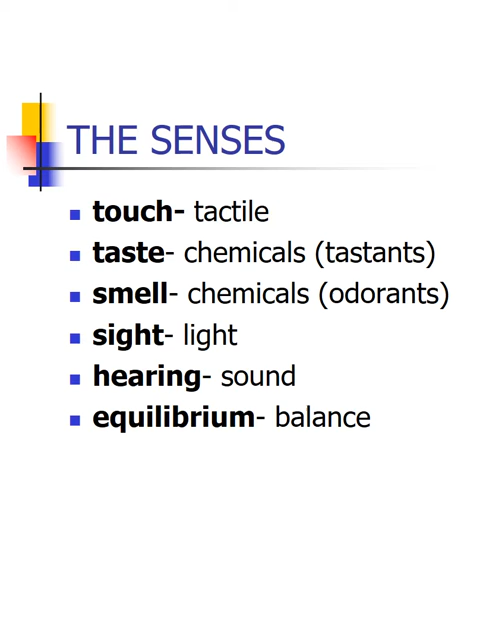 THE SENSES
touch- tactile
taste- chemicals (tastants)
smell- chemicals (odorants)
sight- light
hearing- sound
equilibrium- balance